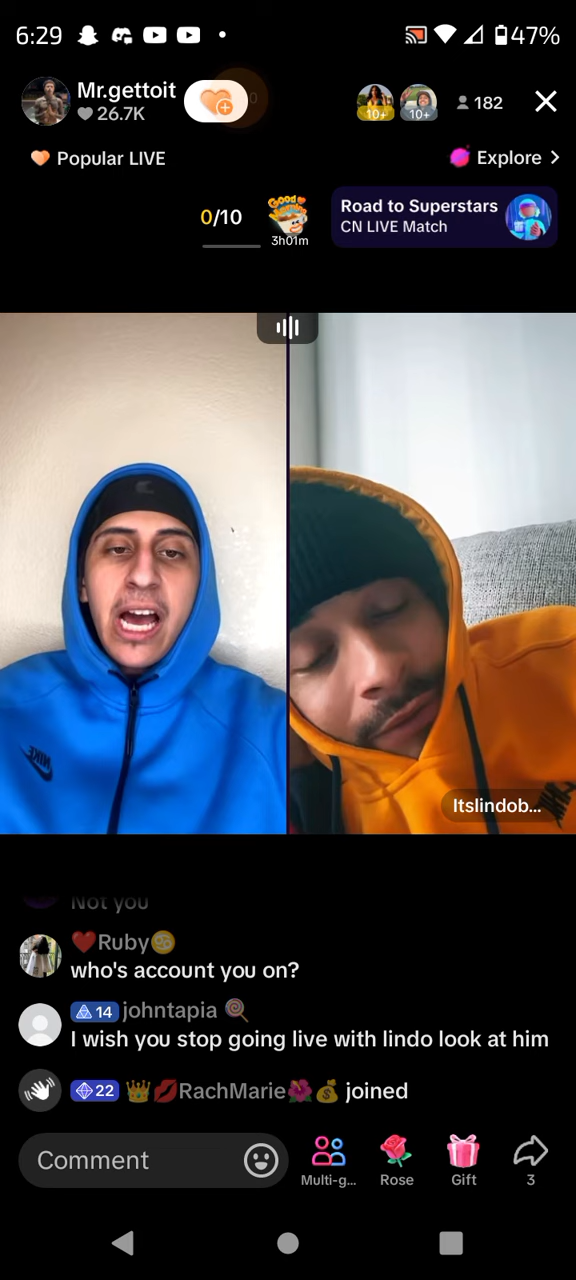 6:29
47%
Mr.gettoit
26.7K
10+
10+
182
Popular LIVE
Explore
0/10
3h01m
Road to Superstars
CN LIVE Match
NIKE
Itslindob...
Not you
❤️Ruby♋
who's account you on?
14 johntapia 🍭
I wish you stop going live with lindo look at him
22 👑💋RachMarie🌺💰 joined
Comment
Multi-g...
Rose
Gift
3